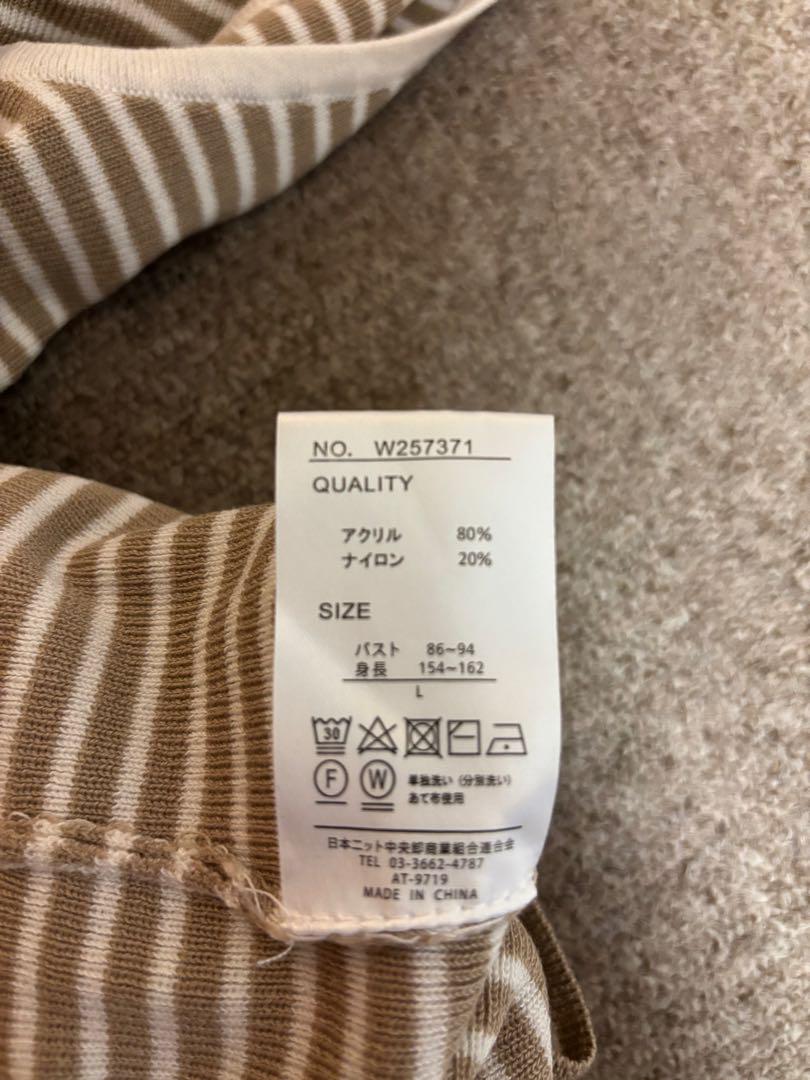 NO. W257371
QUALITY
アクリル 80%
ナイロン 20%
SIZE
バスト 86~94
身長 154~162
L
30
F W 単独洗い（分別洗い）
あて布使用
日本ニット中央卸商業組合連合会
TEL 03-3662-4787
AT-9719
MADE IN CHINA